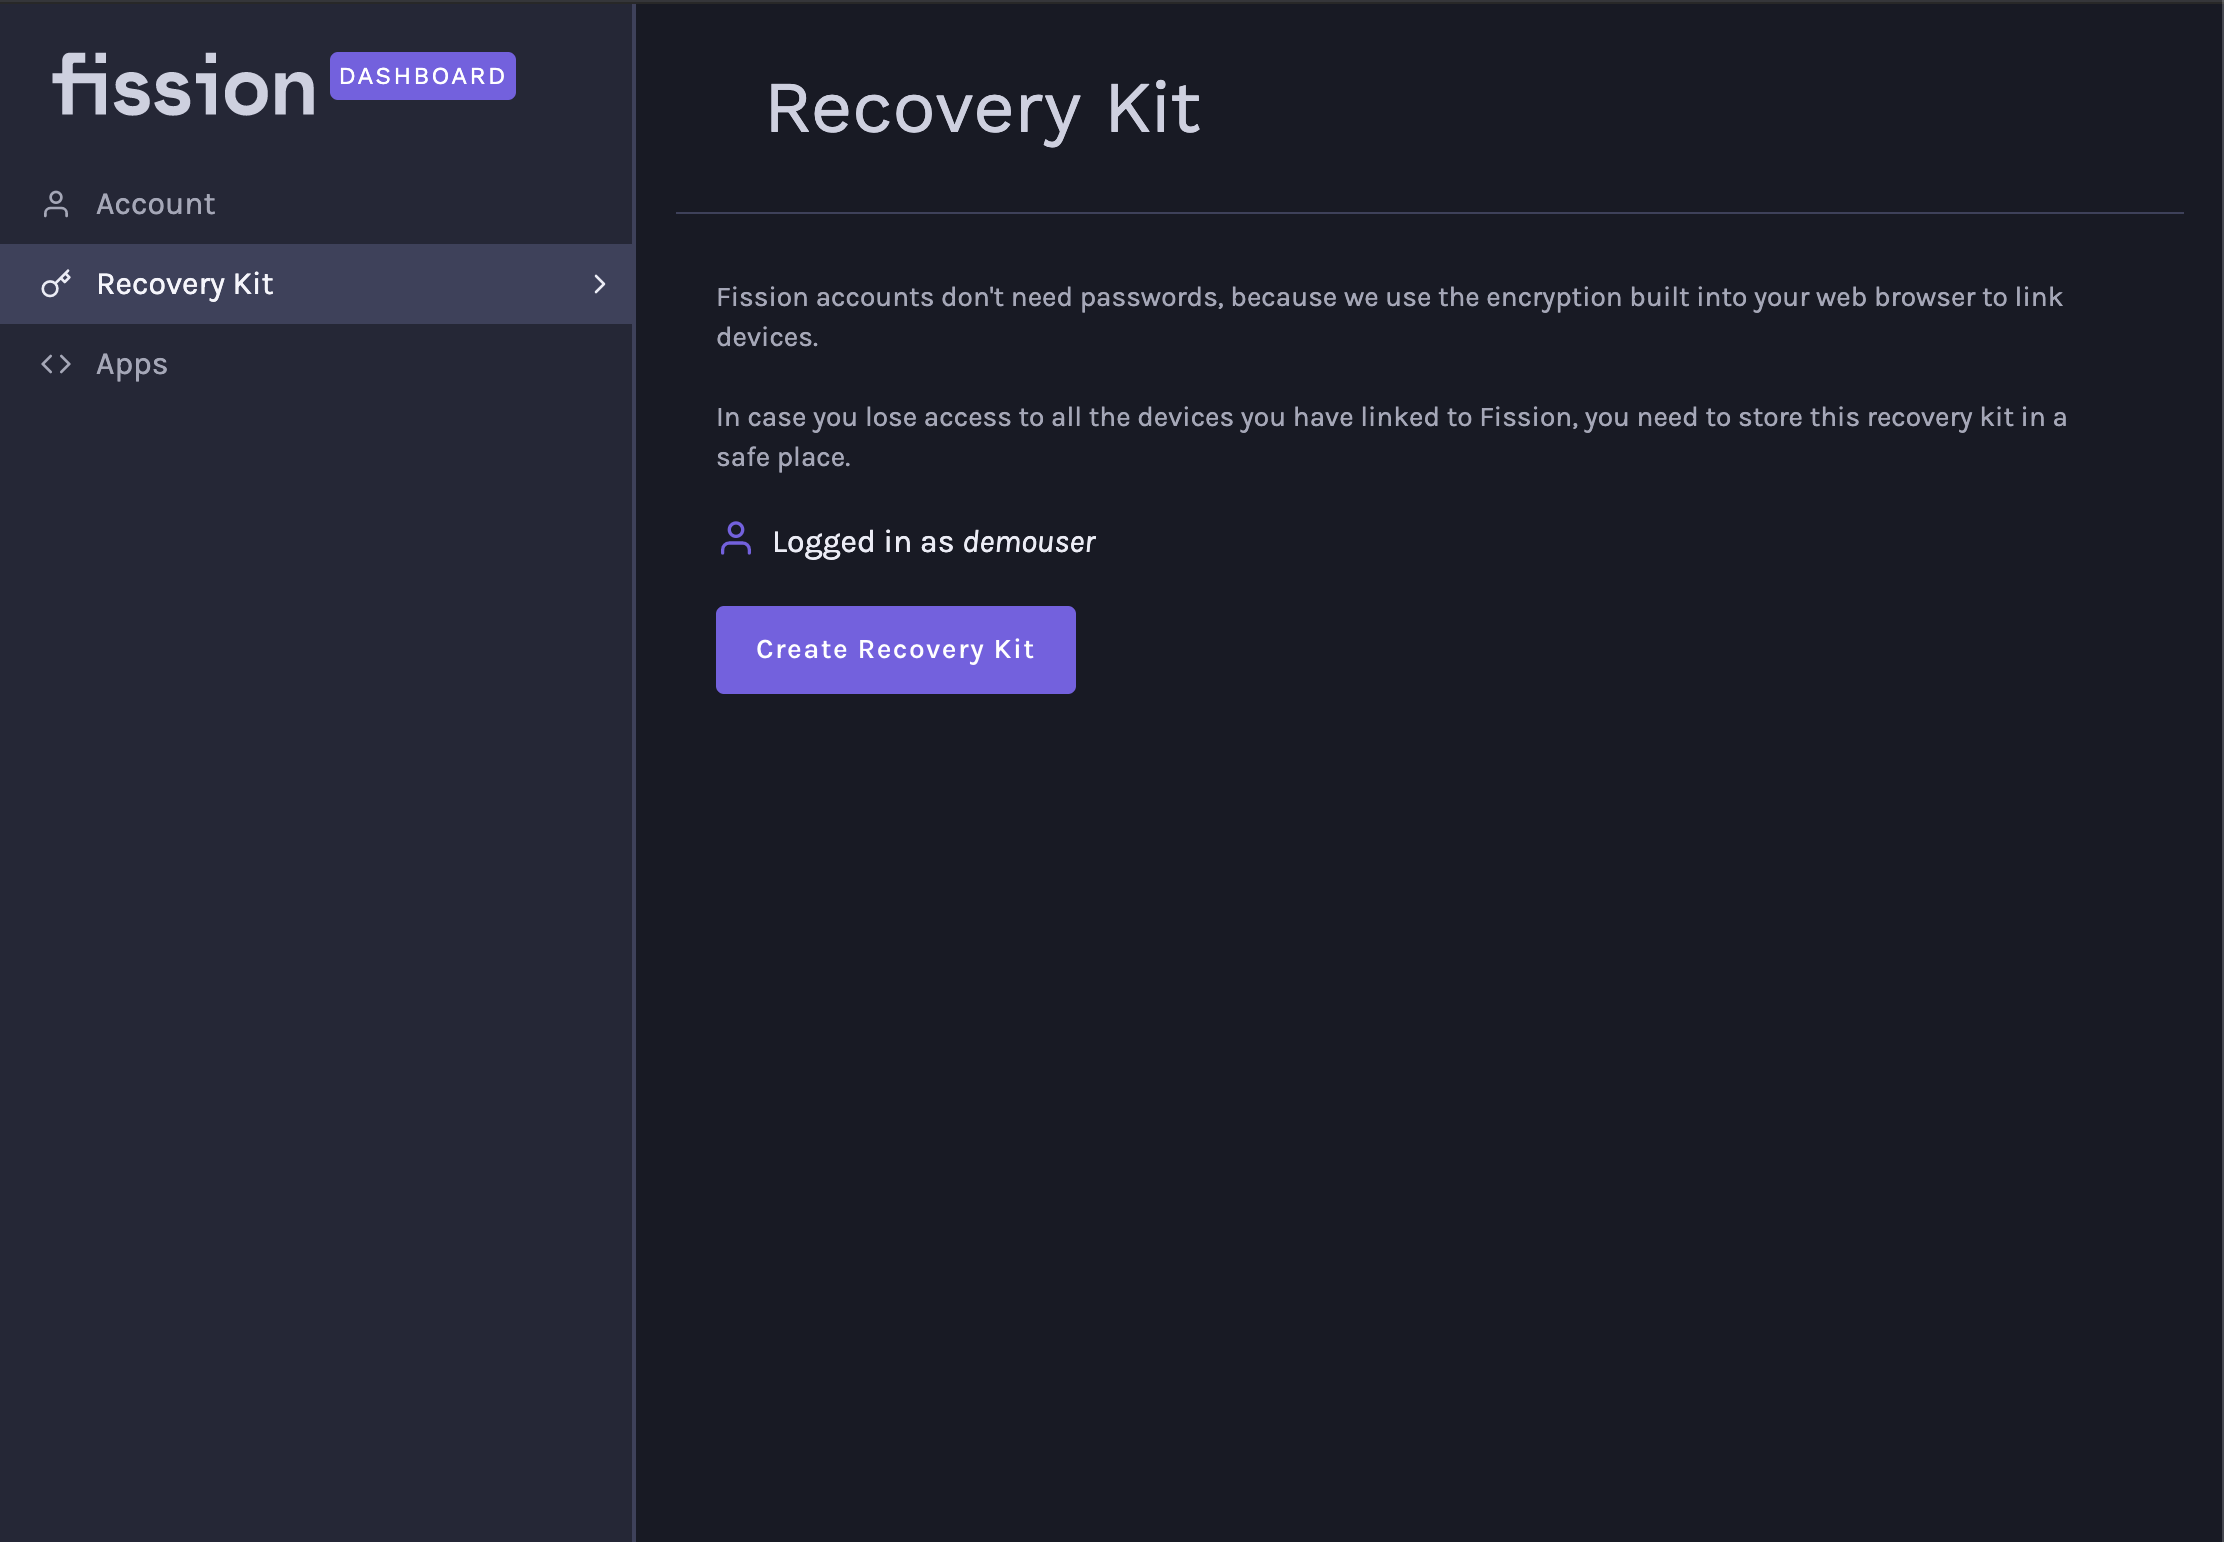 fission DASHBOARD
Account
Recovery Kit
Apps
Recovery Kit
Fission accounts don't need passwords, because we use the encryption built into your web browser to link
devices.
In case you lose access to all the devices you have linked to Fission, you need to store this recovery kit in a
safe place.
Logged in as demouser
Create Recovery Kit